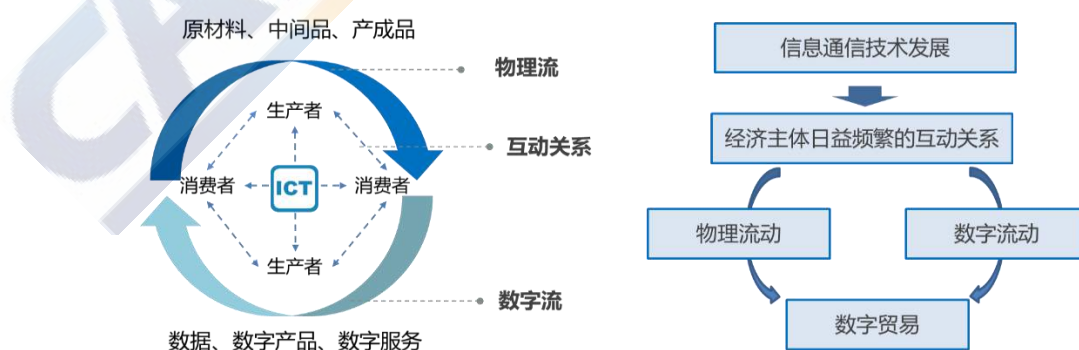 原材料、中间品、产成品
物理流
生产者
互动关系
消费者
ICT
消费者
生产者
数字流
数据、数字产品、数字服务
信息通信技术发展
经济主体日益频繁的互动关系
物理流动
数字流动
数字贸易